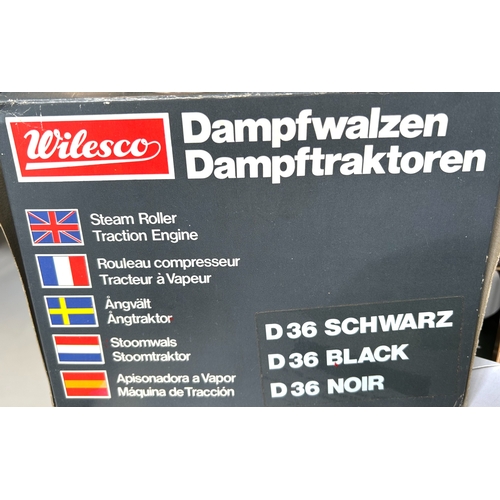 Wilesco
Dampfwalzen
Dampftraktoren
Steam Roller
Traction Engine
Rouleau compresseur
Tracteur à Vapeur
Ångvält
Ångtraktor
Stoomwals
Stoomtraktor
Apisonadora a Vapor
Máquina de Tracción
D 36 SCHWARZ
D 36 BLACK
D 36 NOIR